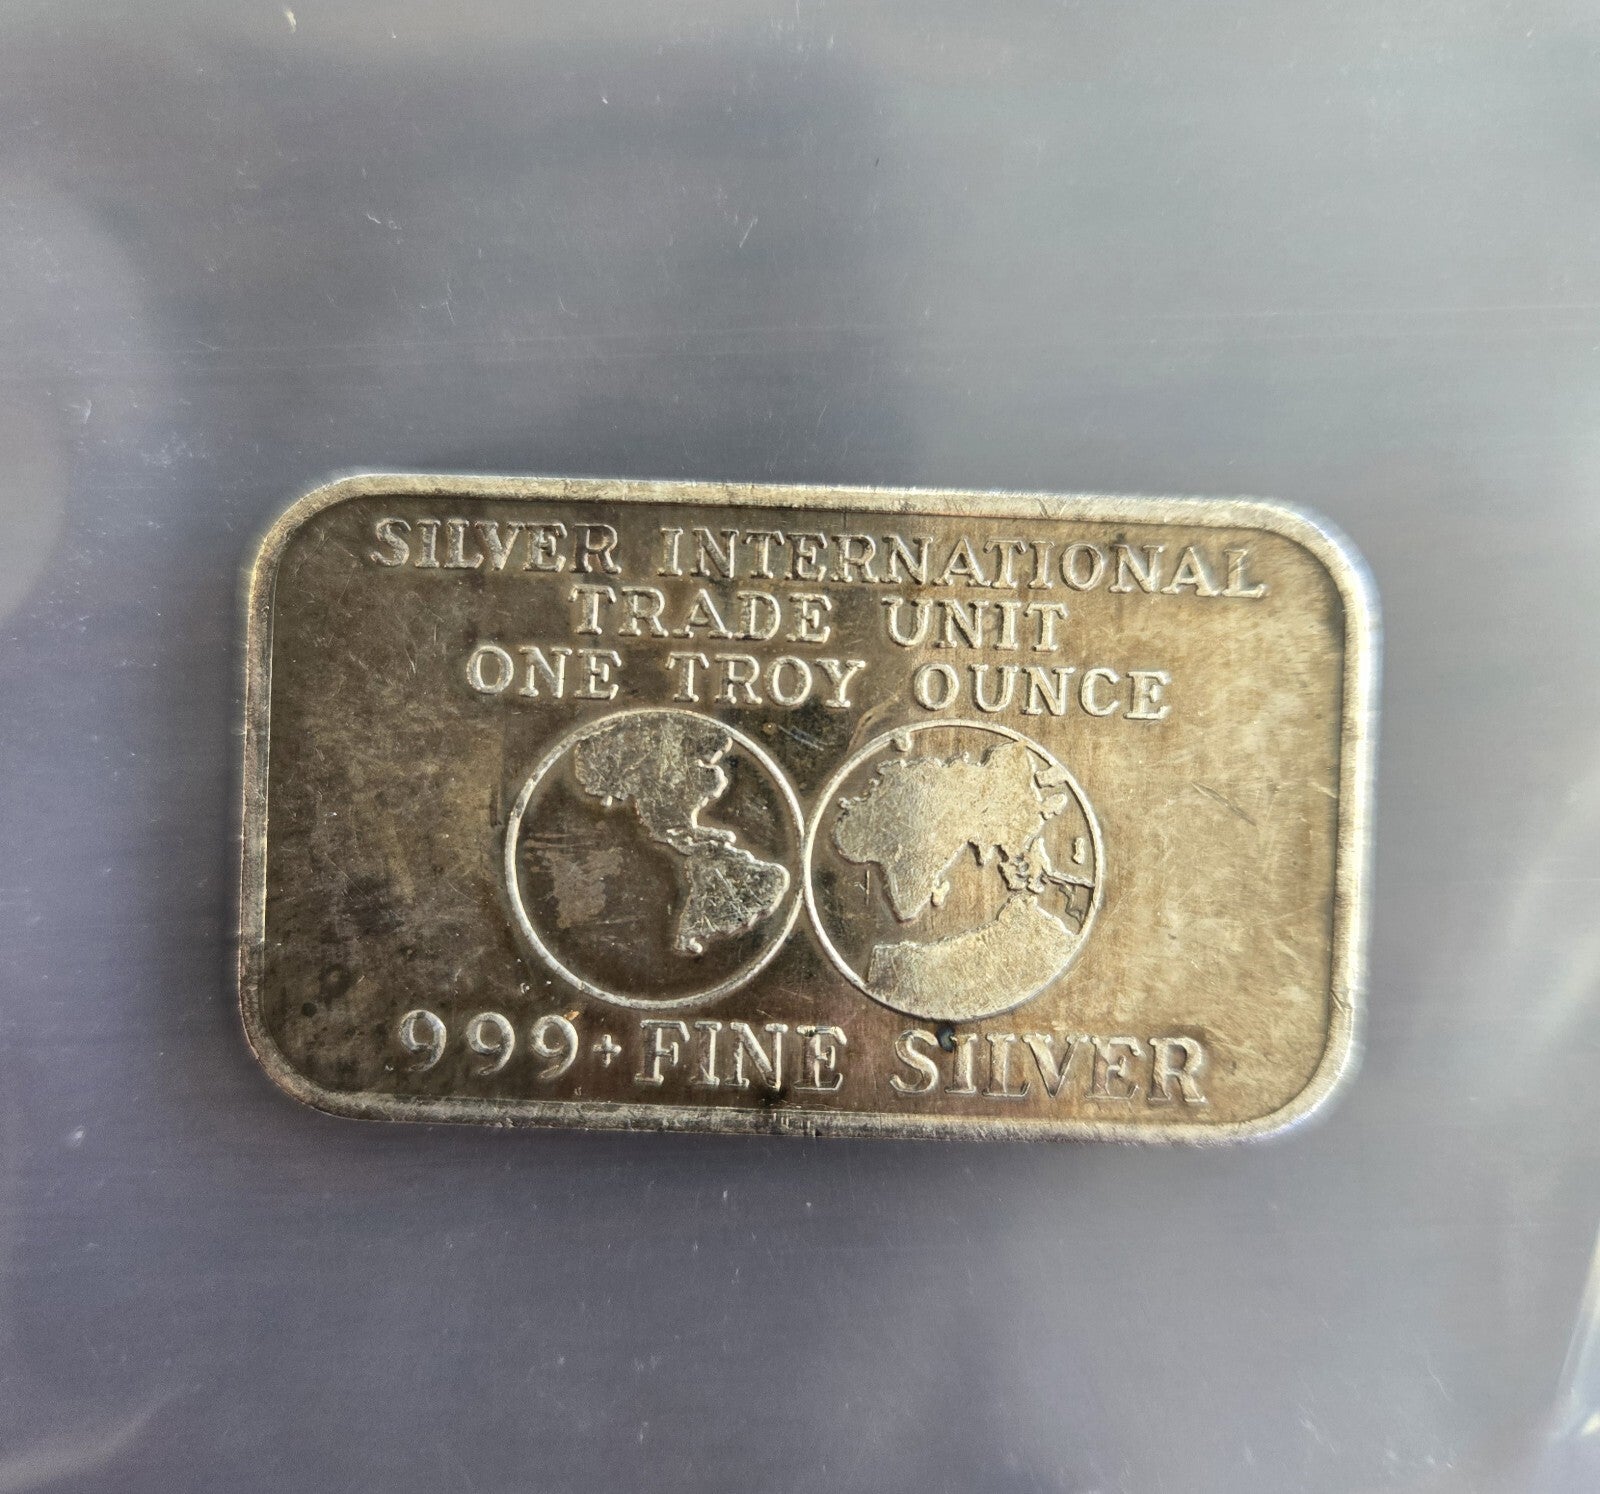 SILVER INTERNATIONAL
TRADE UNIT
ONE TROY OUNCE
999+ FINE SILVER